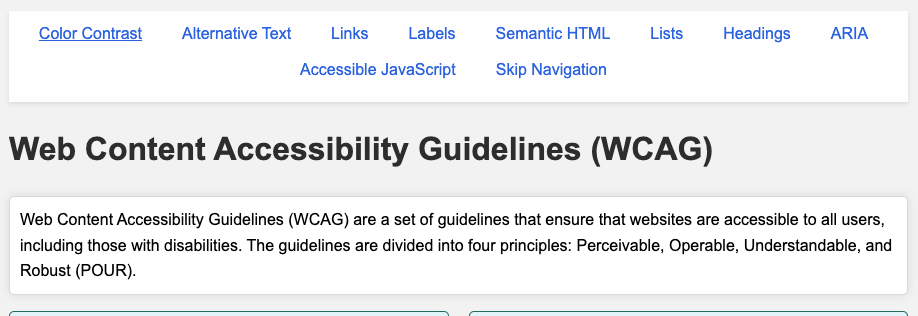 Color Contrast Alternative Text Links Labels Semantic HTML Lists Headings ARIA
Accessible JavaScript Skip Navigation
Web Content Accessibility Guidelines (WCAG)
Web Content Accessibility Guidelines (WCAG) are a set of guidelines that ensure that websites are accessible to all users,
including those with disabilities. The guidelines are divided into four principles: Perceivable, Operable, Understandable, and
Robust (POUR).